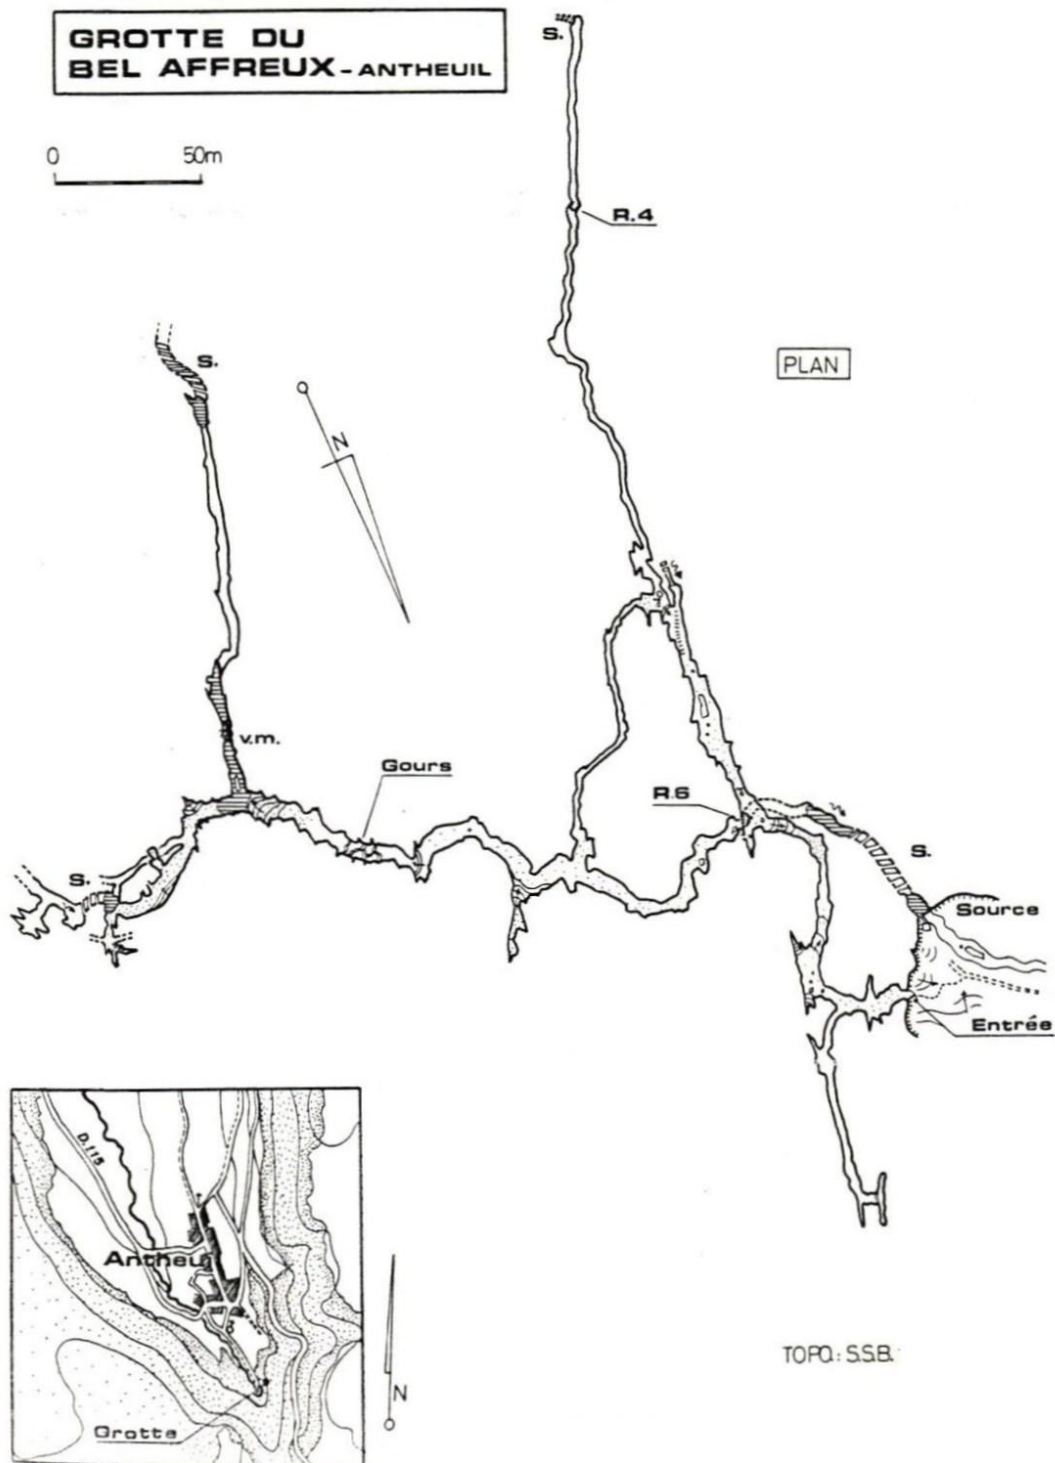 GROTTE DU
BEL AFFREUX - ANTHEUIL
0 50m
S.
R.4
PLAN
S.
N
v.m.
Gours
R.6
S.
S.
Source
Entrée
D.115
Antheuil
Grotte
N
TOPO: S.S.B.